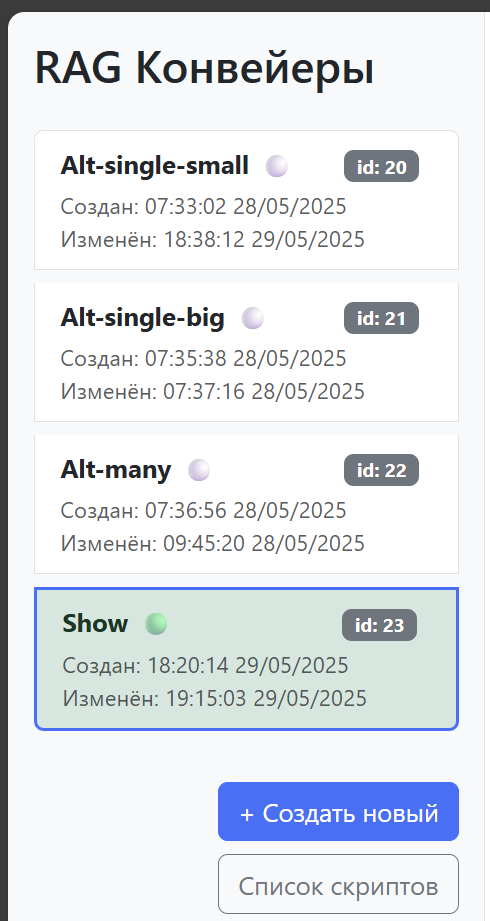 RAG Конвейеры
Alt-single-small id: 20
Создан: 07:33:02 28/05/2025
Изменён: 18:38:12 29/05/2025
Alt-single-big id: 21
Создан: 07:35:38 28/05/2025
Изменён: 07:37:16 28/05/2025
Alt-many id: 22
Создан: 07:36:56 28/05/2025
Изменён: 09:45:20 28/05/2025
Show id: 23
Создан: 18:20:14 29/05/2025
Изменён: 19:15:03 29/05/2025
+ Создать новый
Список скриптов